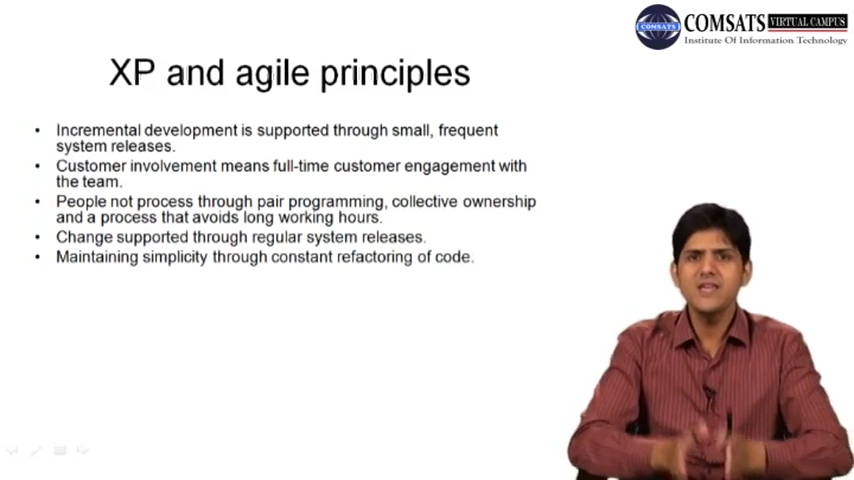 COMSATS VIRTUAL CAMPUS
COMSATS
Institute Of Information Technology
XP and agile principles
• Incremental development is supported through small, frequent
system releases.
• Customer involvement means full-time customer engagement with
the team.
• People not process through pair programming, collective ownership
and a process that avoids long working hours.
• Change supported through regular system releases.
• Maintaining simplicity through constant refactoring of code.